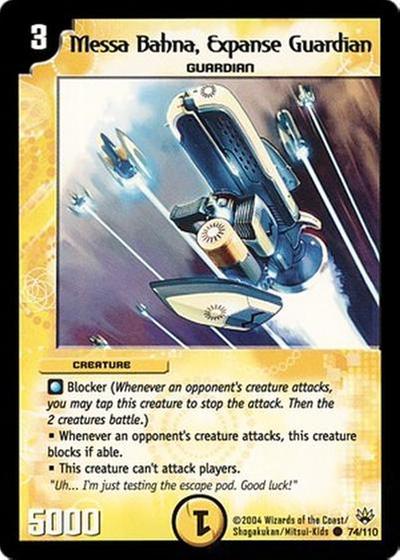 3
Messa Bahna, Expanse Guardian
GUARDIAN
CREATURE
Blocker (Whenever an opponent's creature attacks,
you may tap this creature to stop the attack. Then the
2 creatures battle.)
▪ Whenever an opponent's creature attacks, this creature
blocks if able.
▪ This creature can't attack players.
"Uh... I'm just testing the escape pod. Good luck!"
5000
1
©2004 Wizards of the Coast/
Shogakukan/Mitsui-Kids ● 74/110